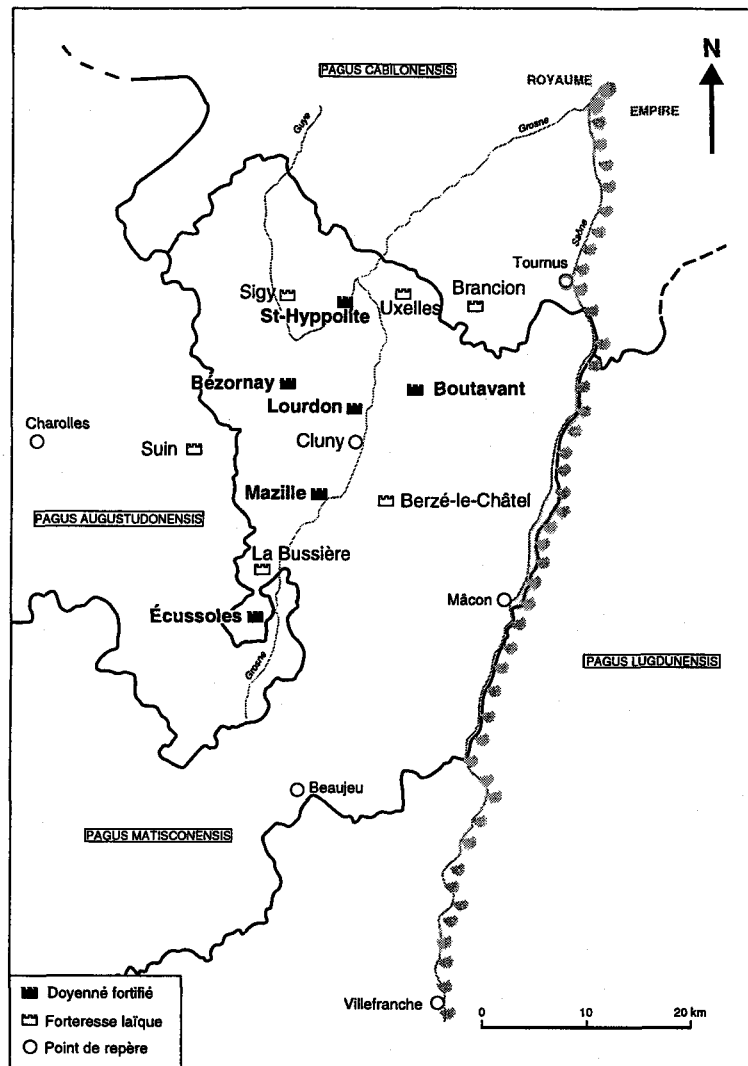 N
PAGUS CABILONENSIS
ROYAUME
EMPIRE
Guye
Grosne
Saône
Tournus
Sigy
St-Hyppolite
Uxelles
Brancion
Bézornay
Lourdon
Boutavant
Charolles
Suin
Cluny
Mazille
Berzé-le-Châtel
PAGUS AUGUSTUDONENSIS
La Bussière
Écussoles
Mâcon
Grosne
PAGUS LUGDUNENSIS
Beaujeu
PAGUS MATISCONENSIS
Villefranche
Doyenné fortifié
Forteresse laïque
Point de repère
0 10 20 km